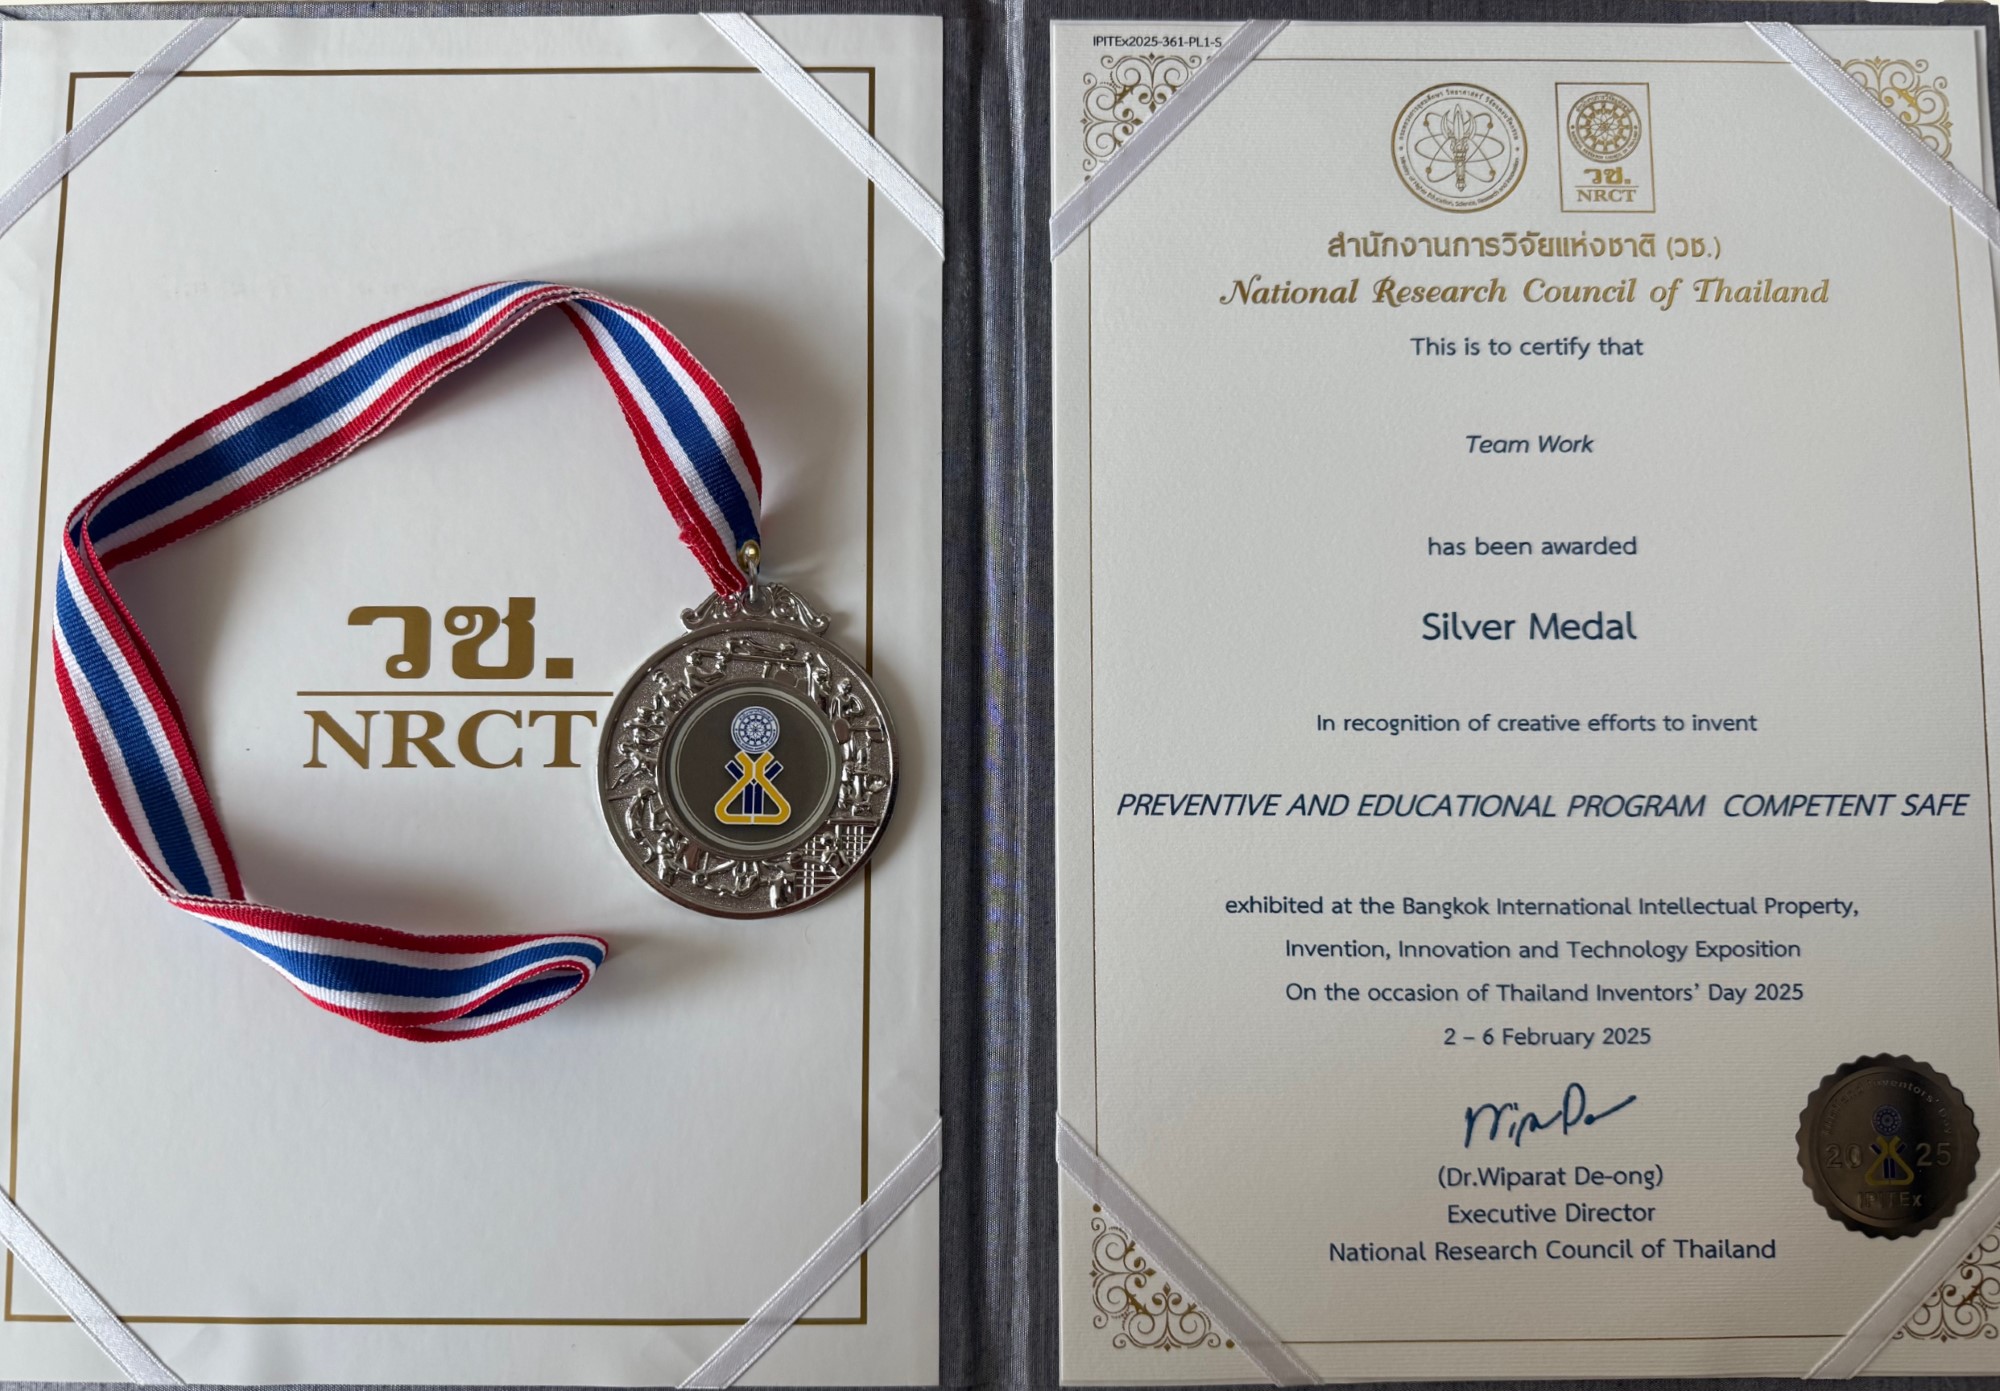 วช.
NRCT
IPITEx2025-361-PL1-S
วช.
NRCT
สำนักงานการวิจัยแห่งชาติ (วช.)
National Research Council of Thailand
This is to certify that
Team Work
has been awarded
Silver Medal
In recognition of creative efforts to invent
PREVENTIVE AND EDUCATIONAL PROGRAM COMPETENT SAFE
exhibited at the Bangkok International Intellectual Property,
Invention, Innovation and Technology Exposition
On the occasion of Thailand Inventors' Day 2025
2 – 6 February 2025
(Dr.Wiparat De-ong)
Executive Director
National Research Council of Thailand
2025
IPITEx